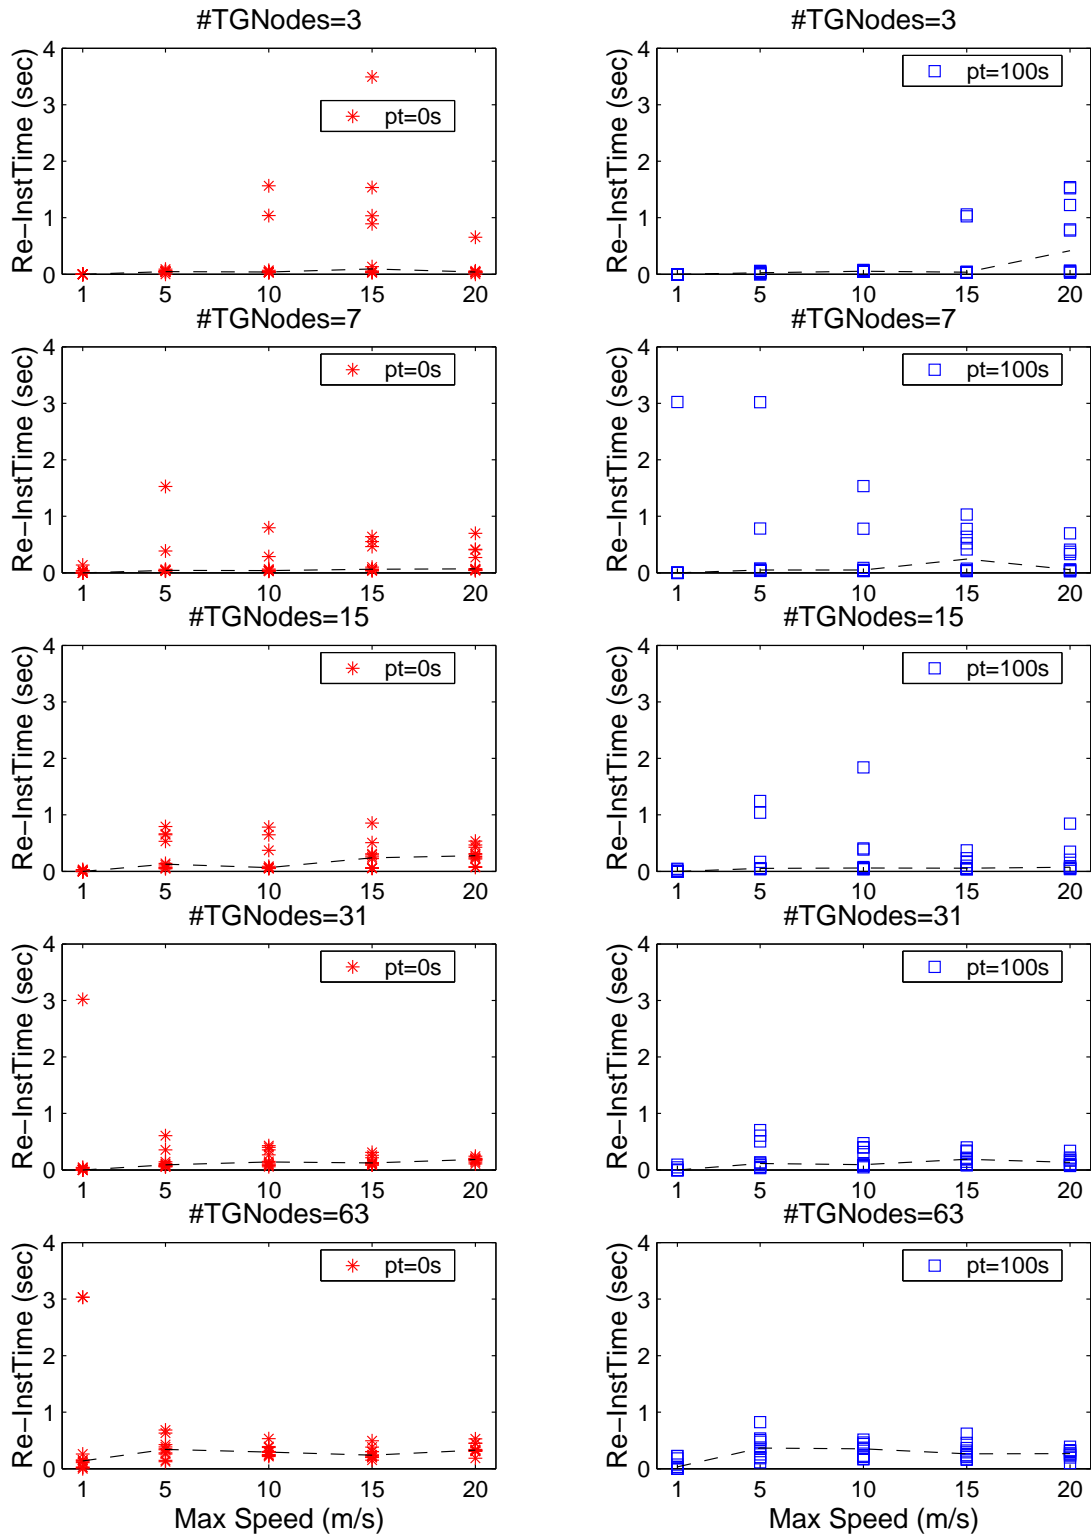 #TGNodes=3
Re-InstTime (sec)
4
3
2
1
0
pt=0s
1 5 10 15 20
#TGNodes=3
Re-InstTime (sec)
4
3
2
1
0
pt=100s
1 5 10 15 20
#TGNodes=7
Re-InstTime (sec)
4
3
2
1
0
pt=0s
1 5 10 15 20
#TGNodes=7
Re-InstTime (sec)
4
3
2
1
0
pt=100s
1 5 10 15 20
#TGNodes=15
Re-InstTime (sec)
4
3
2
1
0
pt=0s
1 5 10 15 20
#TGNodes=15
Re-InstTime (sec)
4
3
2
1
0
pt=100s
1 5 10 15 20
#TGNodes=31
Re-InstTime (sec)
4
3
2
1
0
pt=0s
1 5 10 15 20
#TGNodes=31
Re-InstTime (sec)
4
3
2
1
0
pt=100s
1 5 10 15 20
#TGNodes=63
Re-InstTime (sec)
4
3
2
1
0
pt=0s
1 5 10 15 20
Max Speed (m/s)
#TGNodes=63
Re-InstTime (sec)
4
3
2
1
0
pt=100s
1 5 10 15 20
Max Speed (m/s)